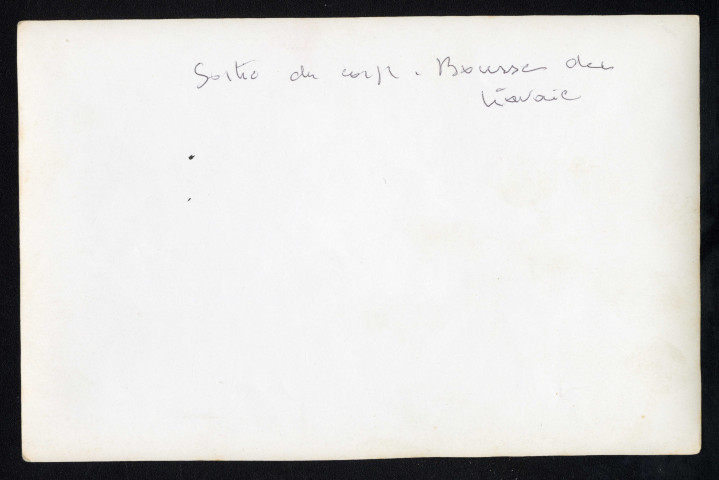 Sortie du corps. Bourse du
travail